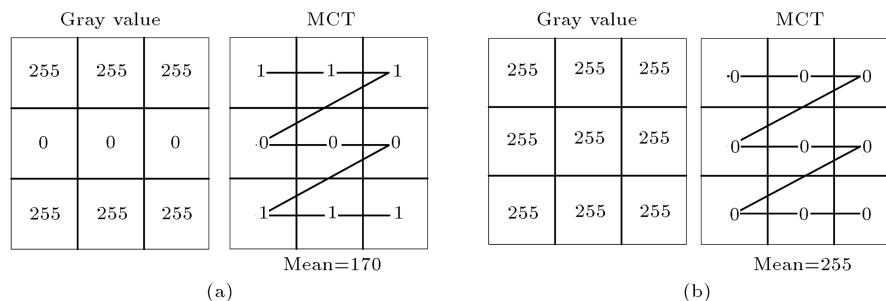 Gray value MCT Gray value MCT
255 255 255 1 1 1 255 255 255 0 0 0
0 0 0 0 0 0 255 255 255 0 0 0
255 255 255 1 1 1 255 255 255 0 0 0
Mean=170 Mean=255
(a) (b)